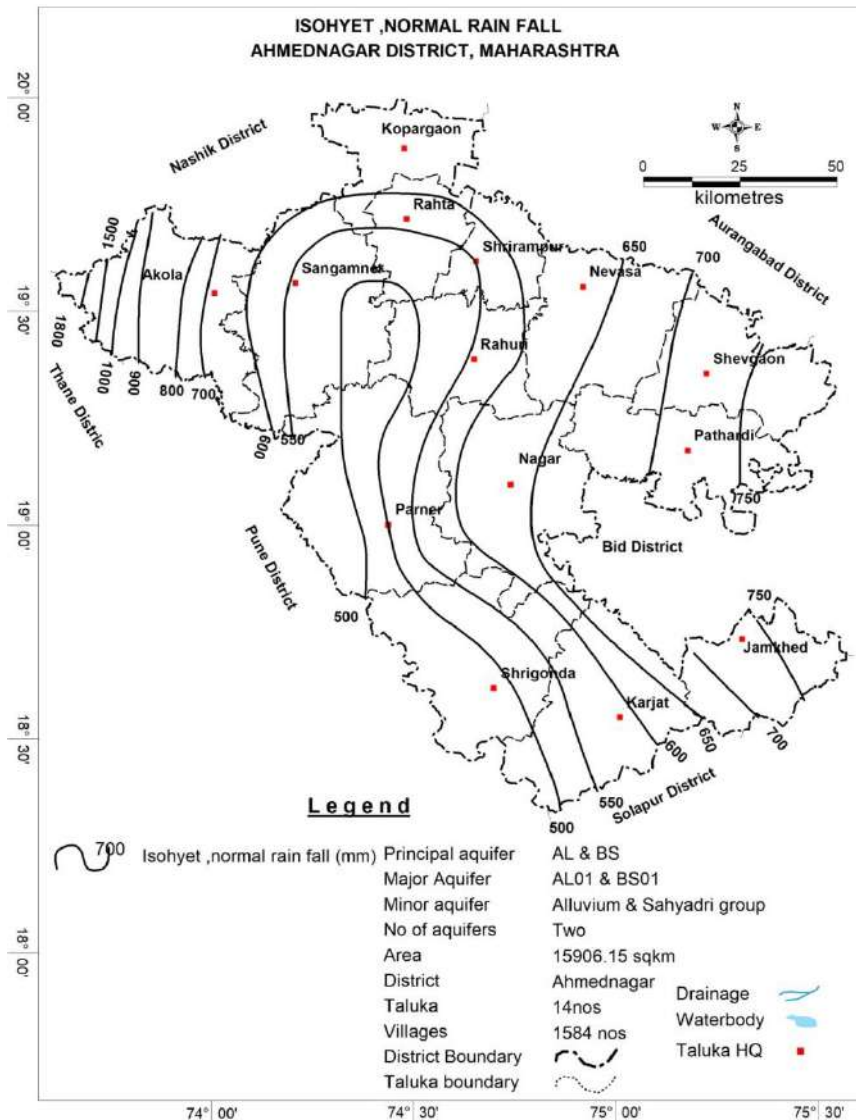 ISOHYET ,NORMAL RAIN FALL
AHMEDNAGAR DISTRICT, MAHARASHTRA
20° 00'
19° 30'
19° 00'
18° 30'
18° 00'
N
W E
S
0 25 50
kilometres
Nashik District
Aurangabad District
Thane Distric
Pune District
Bid District
Solapur District
Kopargaon
Rahta
Shrirampur
Akola
Sangamner
Nevasa
Rahuri
Shevgaon
Pathardi
Nagar
Parner
Jamkhed
Shrigonda
Karjat
1500
1800
1000
900
800
700
600
550
650
700
750
500
750
700
650
600
550
500
Legend
700 Isohyet ,normal rain fall (mm)
Principal aquifer AL & BS
Major Aquifer AL01 & BS01
Minor aquifer Alluvium & Sahyadri group
No of aquifers Two
Area 15906.15 sqkm
District Ahmednagar
Taluka 14nos
Villages 1584 nos
District Boundary
Taluka boundary
Drainage
Waterbody
Taluka HQ
74° 00' 74° 30' 75° 00' 75° 30'